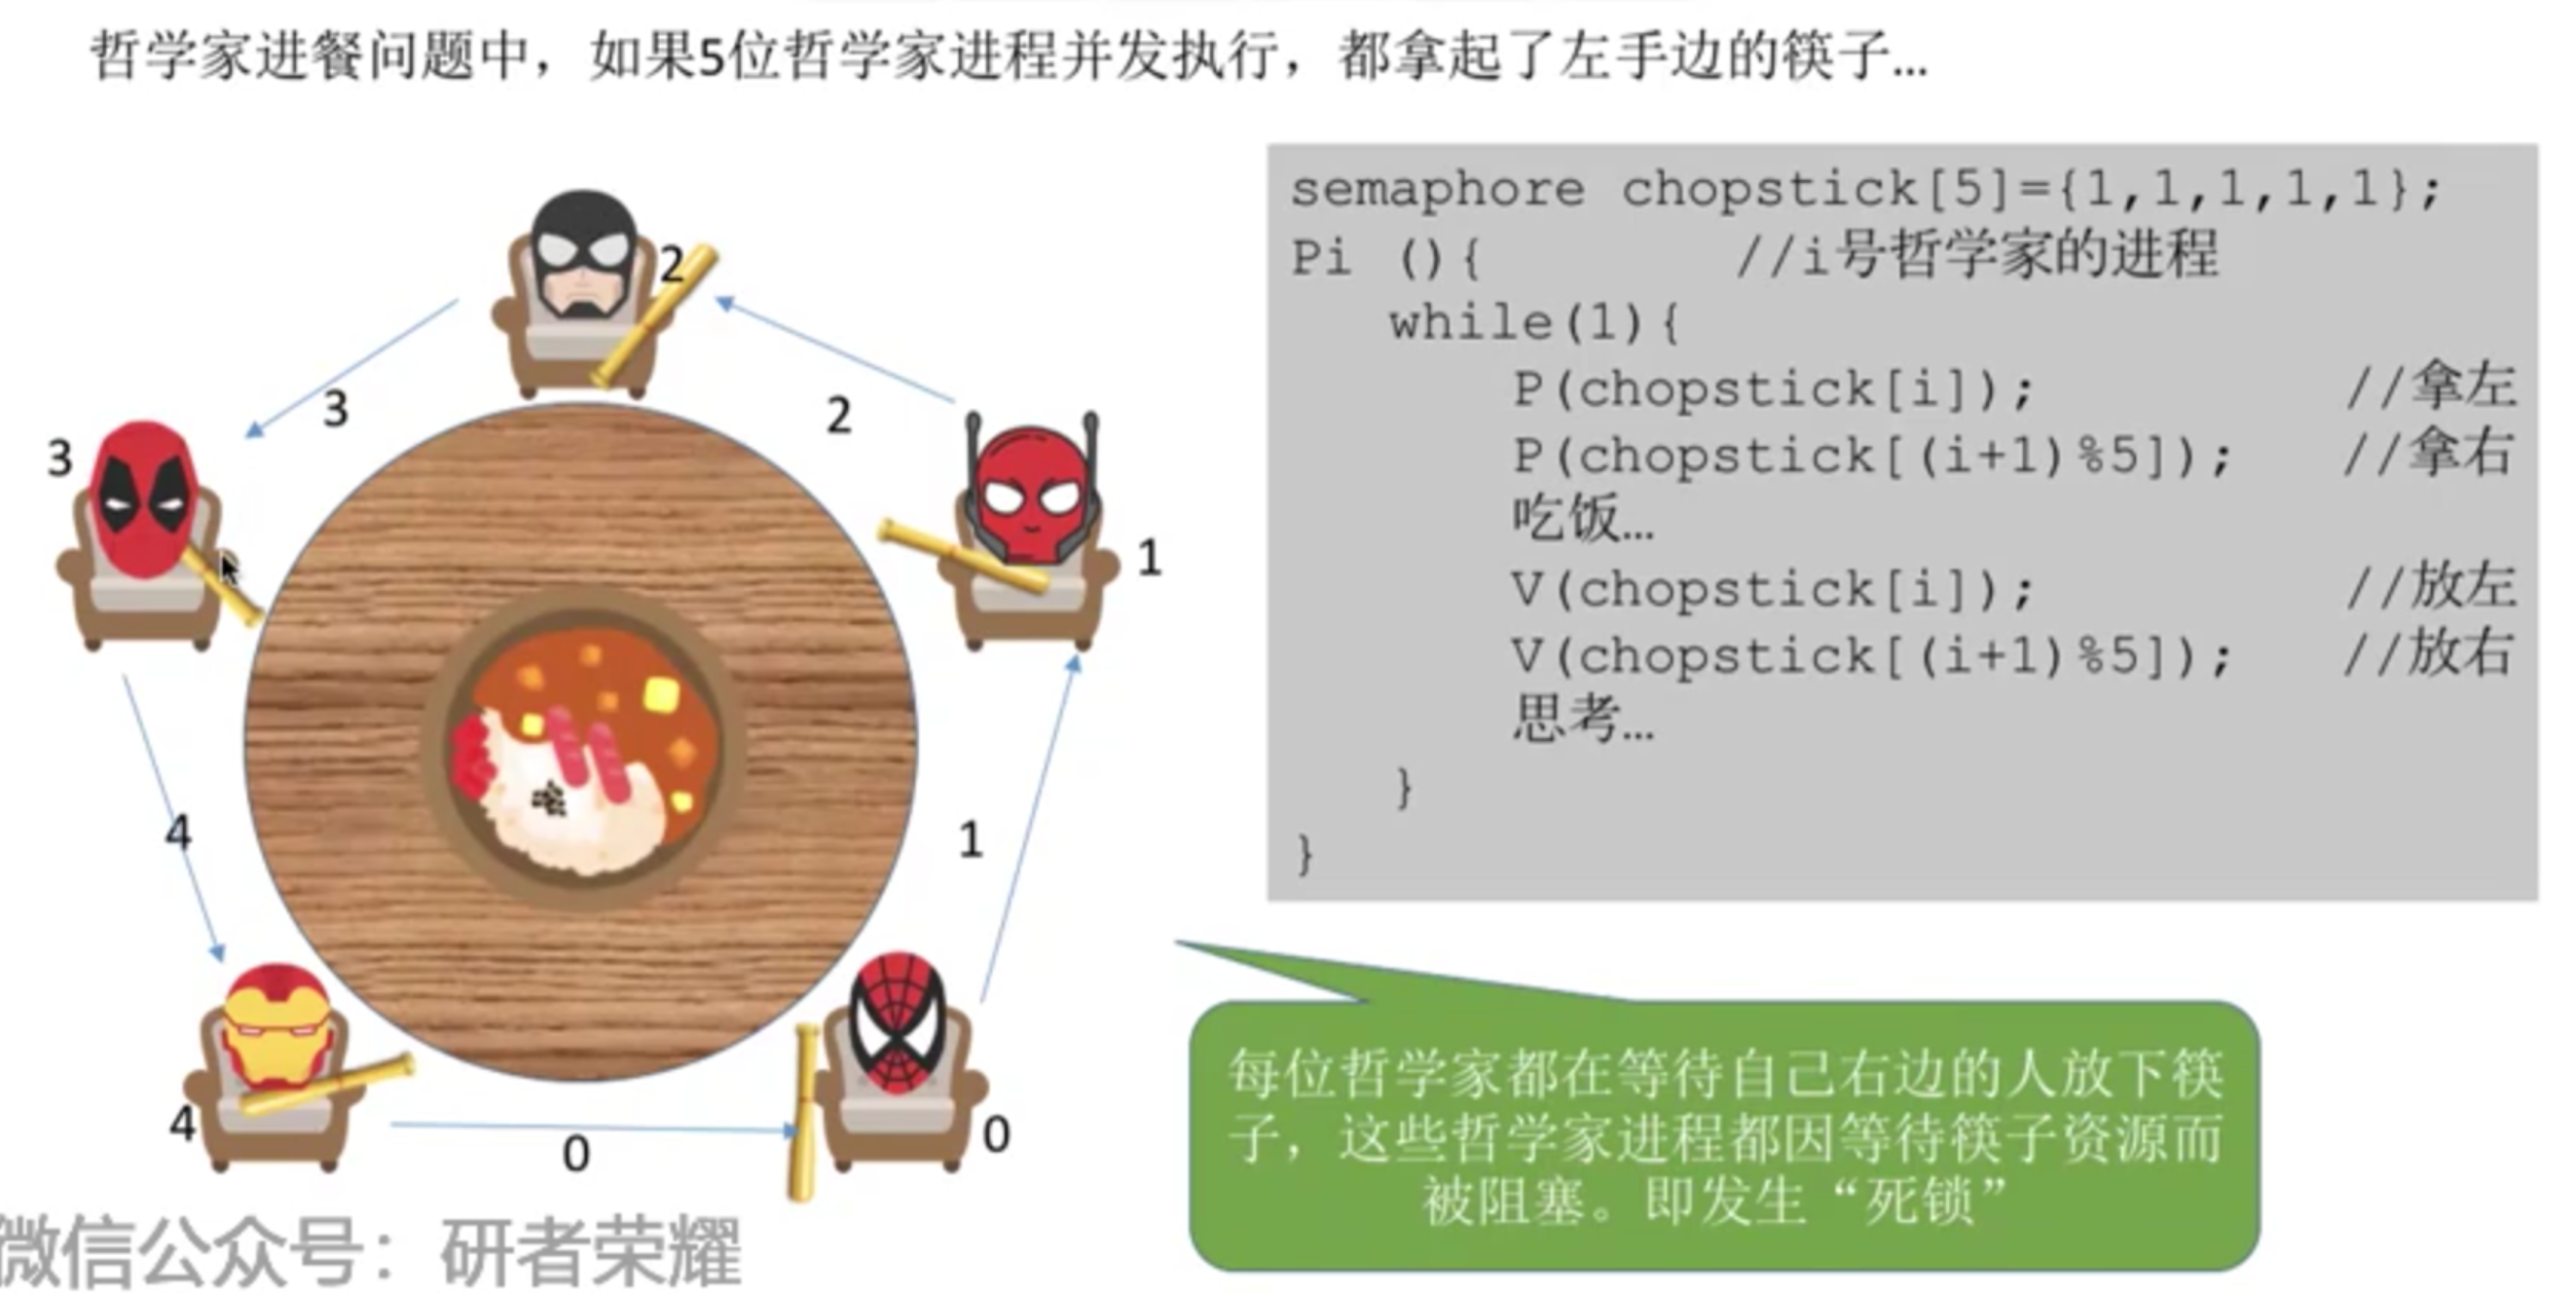 哲学家进餐问题中，如果5位哲学家进程并发执行，都拿起了左手边的筷子...
semaphore chopstick[5]={1,1,1,1,1};
Pi (){ //i号哲学家的进程
while(1){
P(chopstick[i]); //拿左
P(chopstick[(i+1)%5]); //拿右
吃饭...
V(chopstick[i]); //放左
V(chopstick[(i+1)%5]); //放右
思考...
}
}
2
3
2
3
1
4
1
4
0
0
每位哲学家都在等待自己右边的人放下筷
子，这些哲学家进程都因等待筷子资源而
被阻塞。即发生“死锁”
微信公众号：研者荣耀